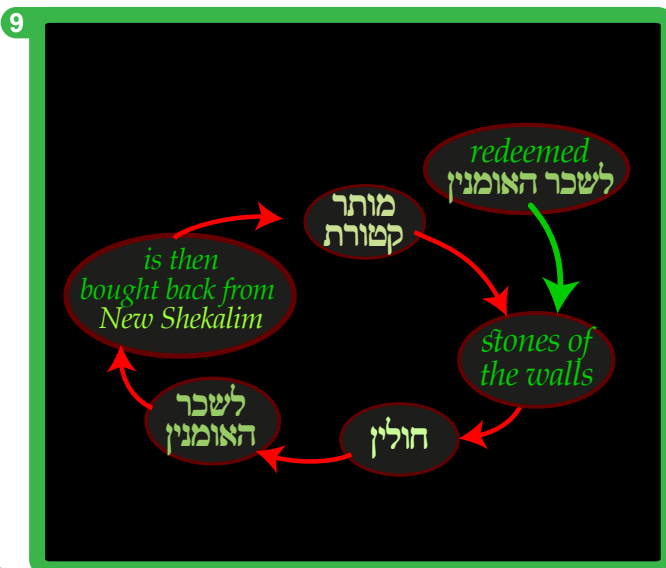 9
redeemed
לשכר האומנין
מותר
קטורת
is then
bought back from
New Shekalim
stones of
the walls
לשכר
האומנין
חולין